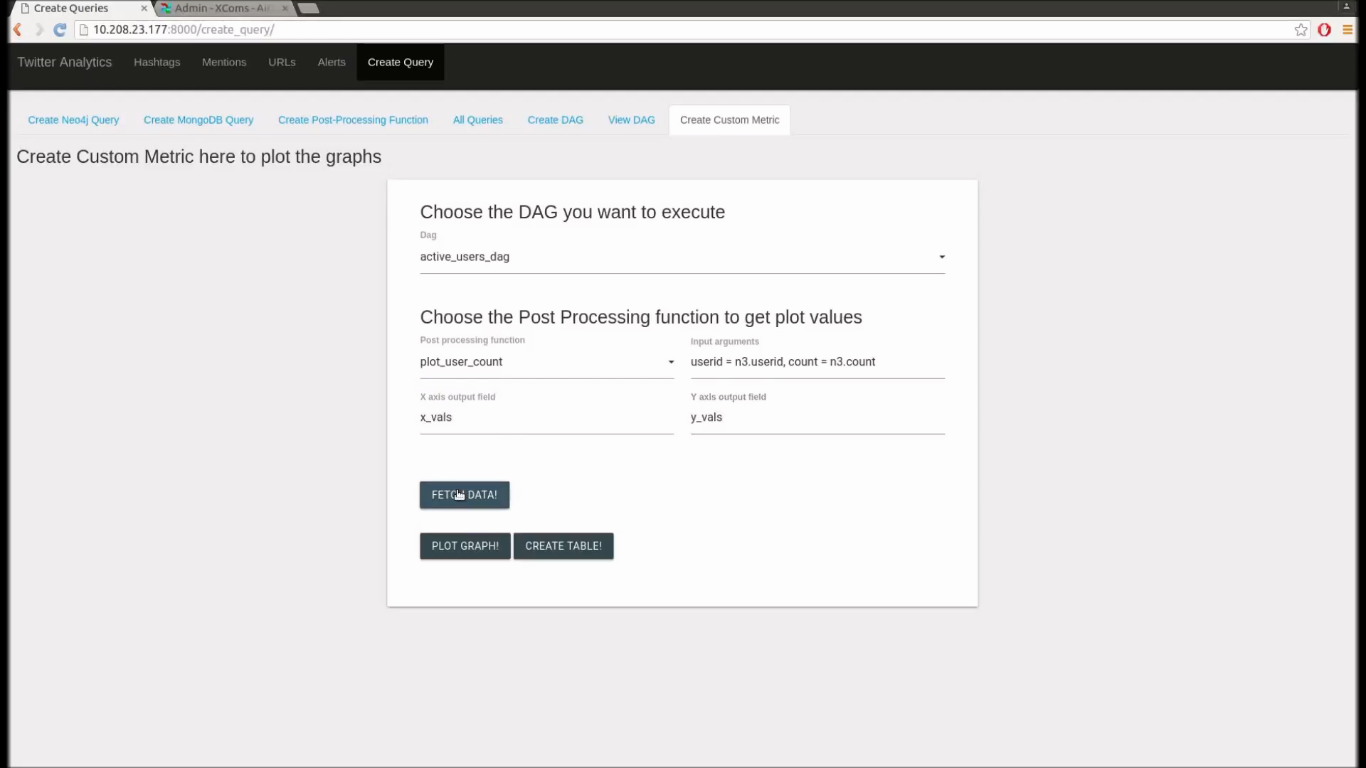 Create Queries
Admin - XComs - Ai
10.208.23.177:8000/create_query/
Twitter Analytics Hashtags Mentions URLs Alerts Create Query
Create Neo4j Query Create MongoDB Query Create Post-Processing Function All Queries Create DAG View DAG Create Custom Metric
Create Custom Metric here to plot the graphs
Choose the DAG you want to execute
Dag
active_users_dag
Choose the Post Processing function to get plot values
Post processing function Input arguments
plot_user_count userid = n3.userid, count = n3.count
X axis output field Y axis output field
x_vals y_vals
FETCH DATA!
PLOT GRAPH! CREATE TABLE!